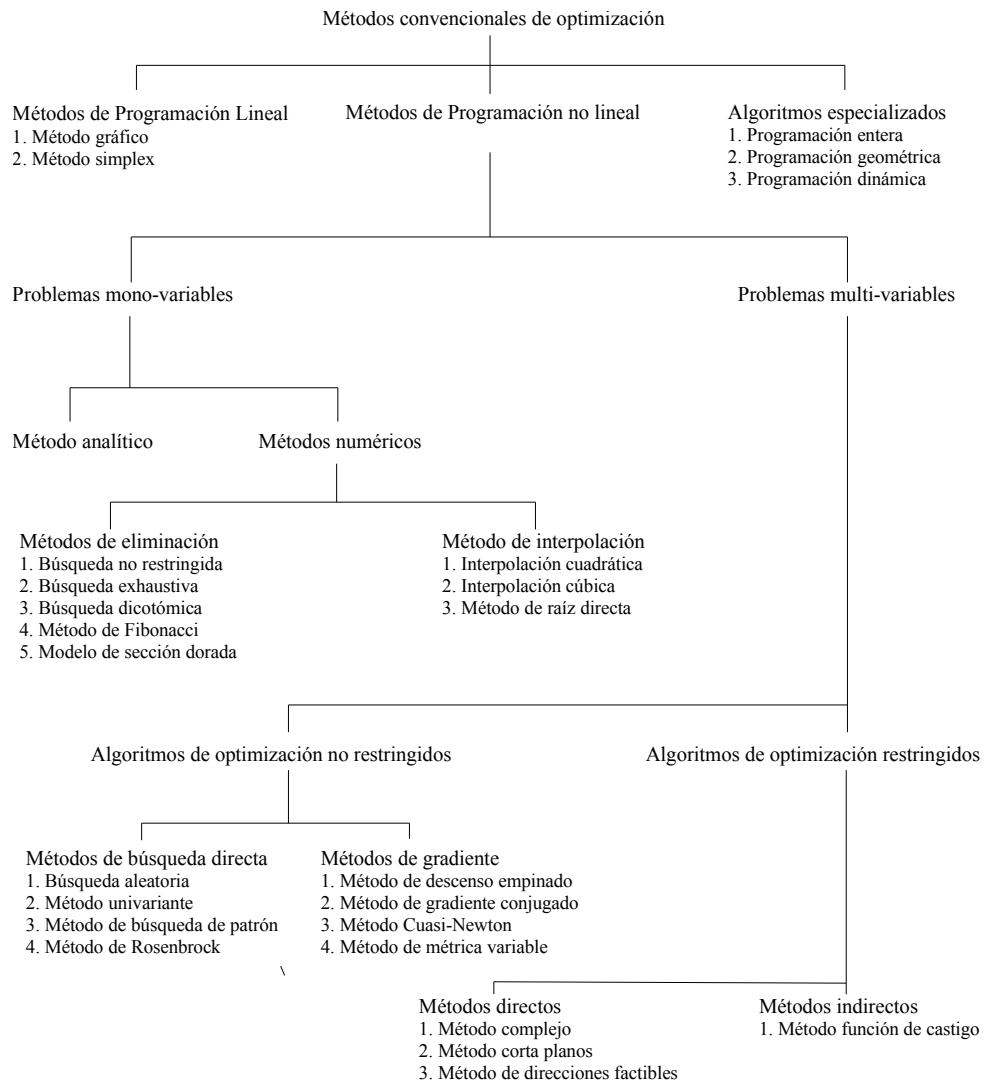 Métodos convencionales de optimización
Métodos de Programación Lineal
1. Método gráfico
2. Método simplex
Métodos de Programación no lineal
Algoritmos especializados
1. Programación entera
2. Programación geométrica
3. Programación dinámica
Problemas mono-variables
Problemas multi-variables
Método analítico
Métodos numéricos
Métodos de eliminación
1. Búsqueda no restringida
2. Búsqueda exhaustiva
3. Búsqueda dicotómica
4. Método de Fibonacci
5. Modelo de sección dorada
Método de interpolación
1. Interpolación cuadrática
2. Interpolación cúbica
3. Método de raíz directa
Algoritmos de optimización no restringidos
Algoritmos de optimización restringidos
Métodos de búsqueda directa
1. Búsqueda aleatoria
2. Método univariante
3. Método de búsqueda de patrón
4. Método de Rosenbrock
Métodos de gradiente
1. Método de descenso empinado
2. Método de gradiente conjugado
3. Método Cuasi-Newton
4. Método de métrica variable
Métodos directos
1. Método complejo
2. Método corta planos
3. Método de direcciones factibles
Métodos indirectos
1. Método función de castigo